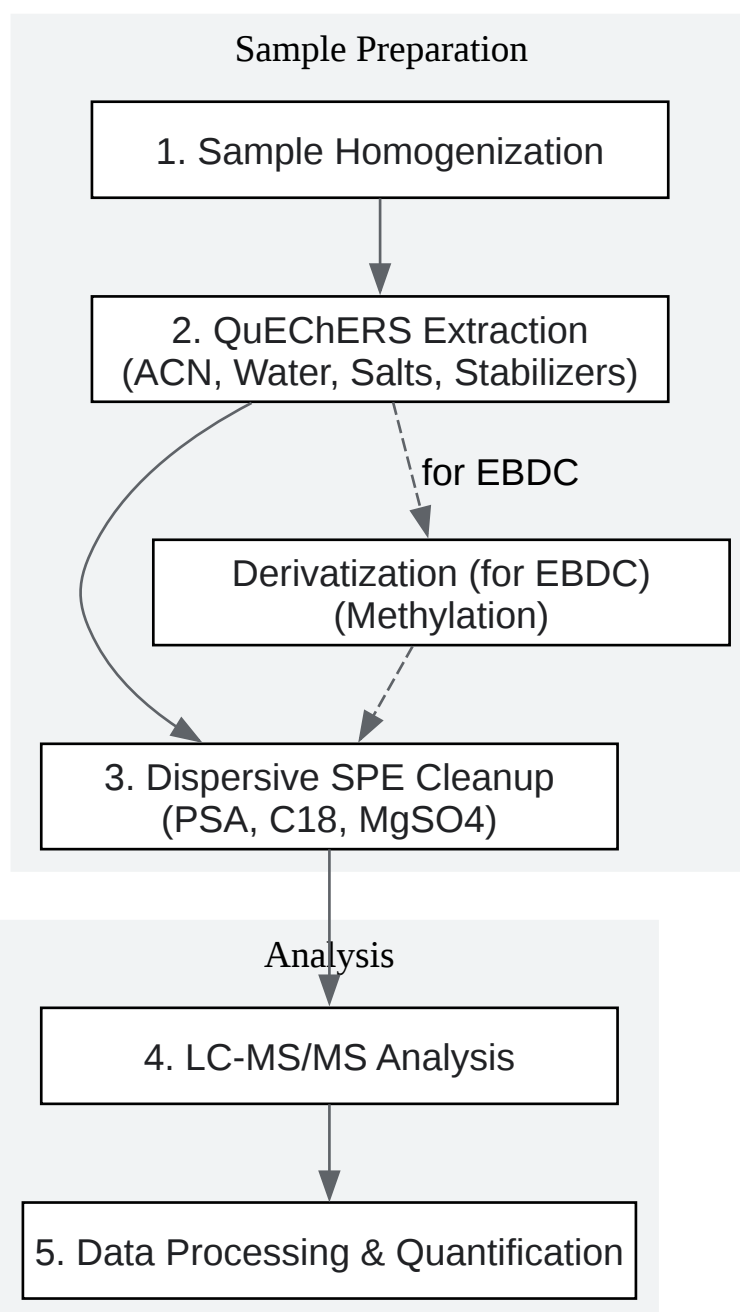 Sample Preparation
1. Sample Homogenization
2. QuEChERS Extraction
(ACN, Water, Salts, Stabilizers)
for EBDC
Derivatization (for EBDC)
(Methylation)
3. Dispersive SPE Cleanup
(PSA, C18, MgSO4)
Analysis
4. LC-MS/MS Analysis
5. Data Processing & Quantification